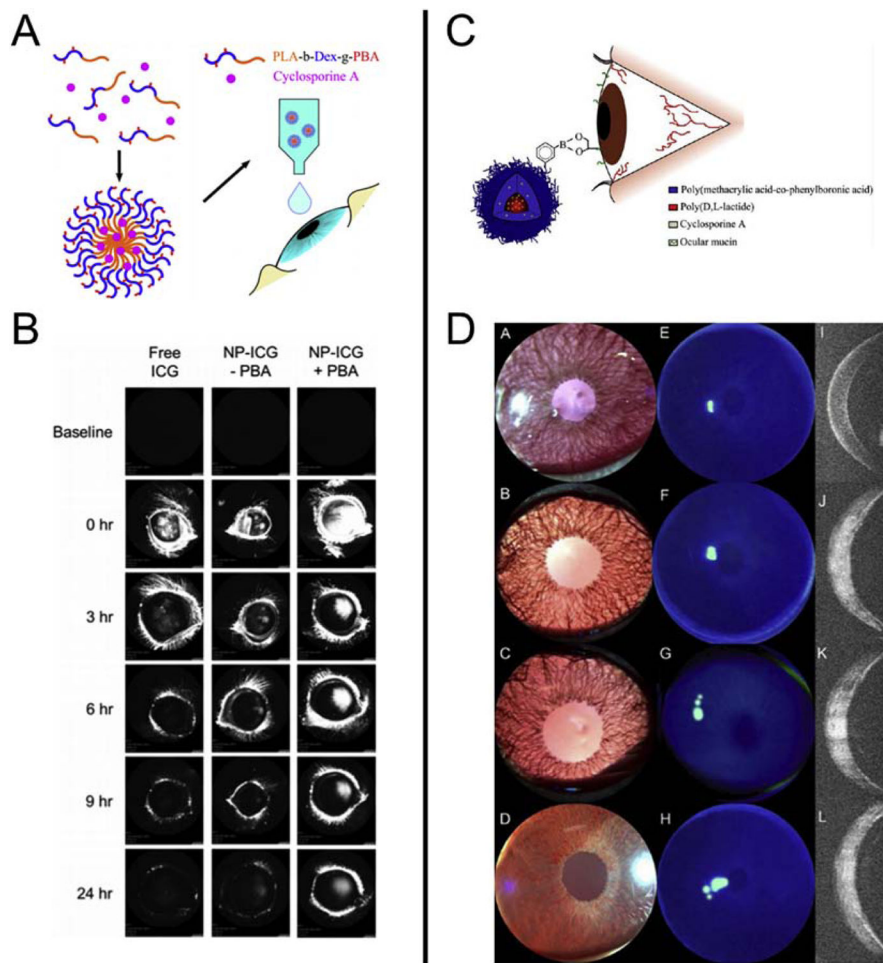 A
PLA-b-Dex-g-PBA
Cyclosporine A
B
Free
ICG
NP-ICG
- PBA
NP-ICG
+ PBA
Baseline
0 hr
3 hr
6 hr
9 hr
24 hr
C
B
O
O
Poly(methacrylic acid-co-phenylboronic acid)
Poly(D,L-lactide)
Cyclosporine A
Ocular mucin
D
A
E
I
B
F
J
C
G
K
D
H
L